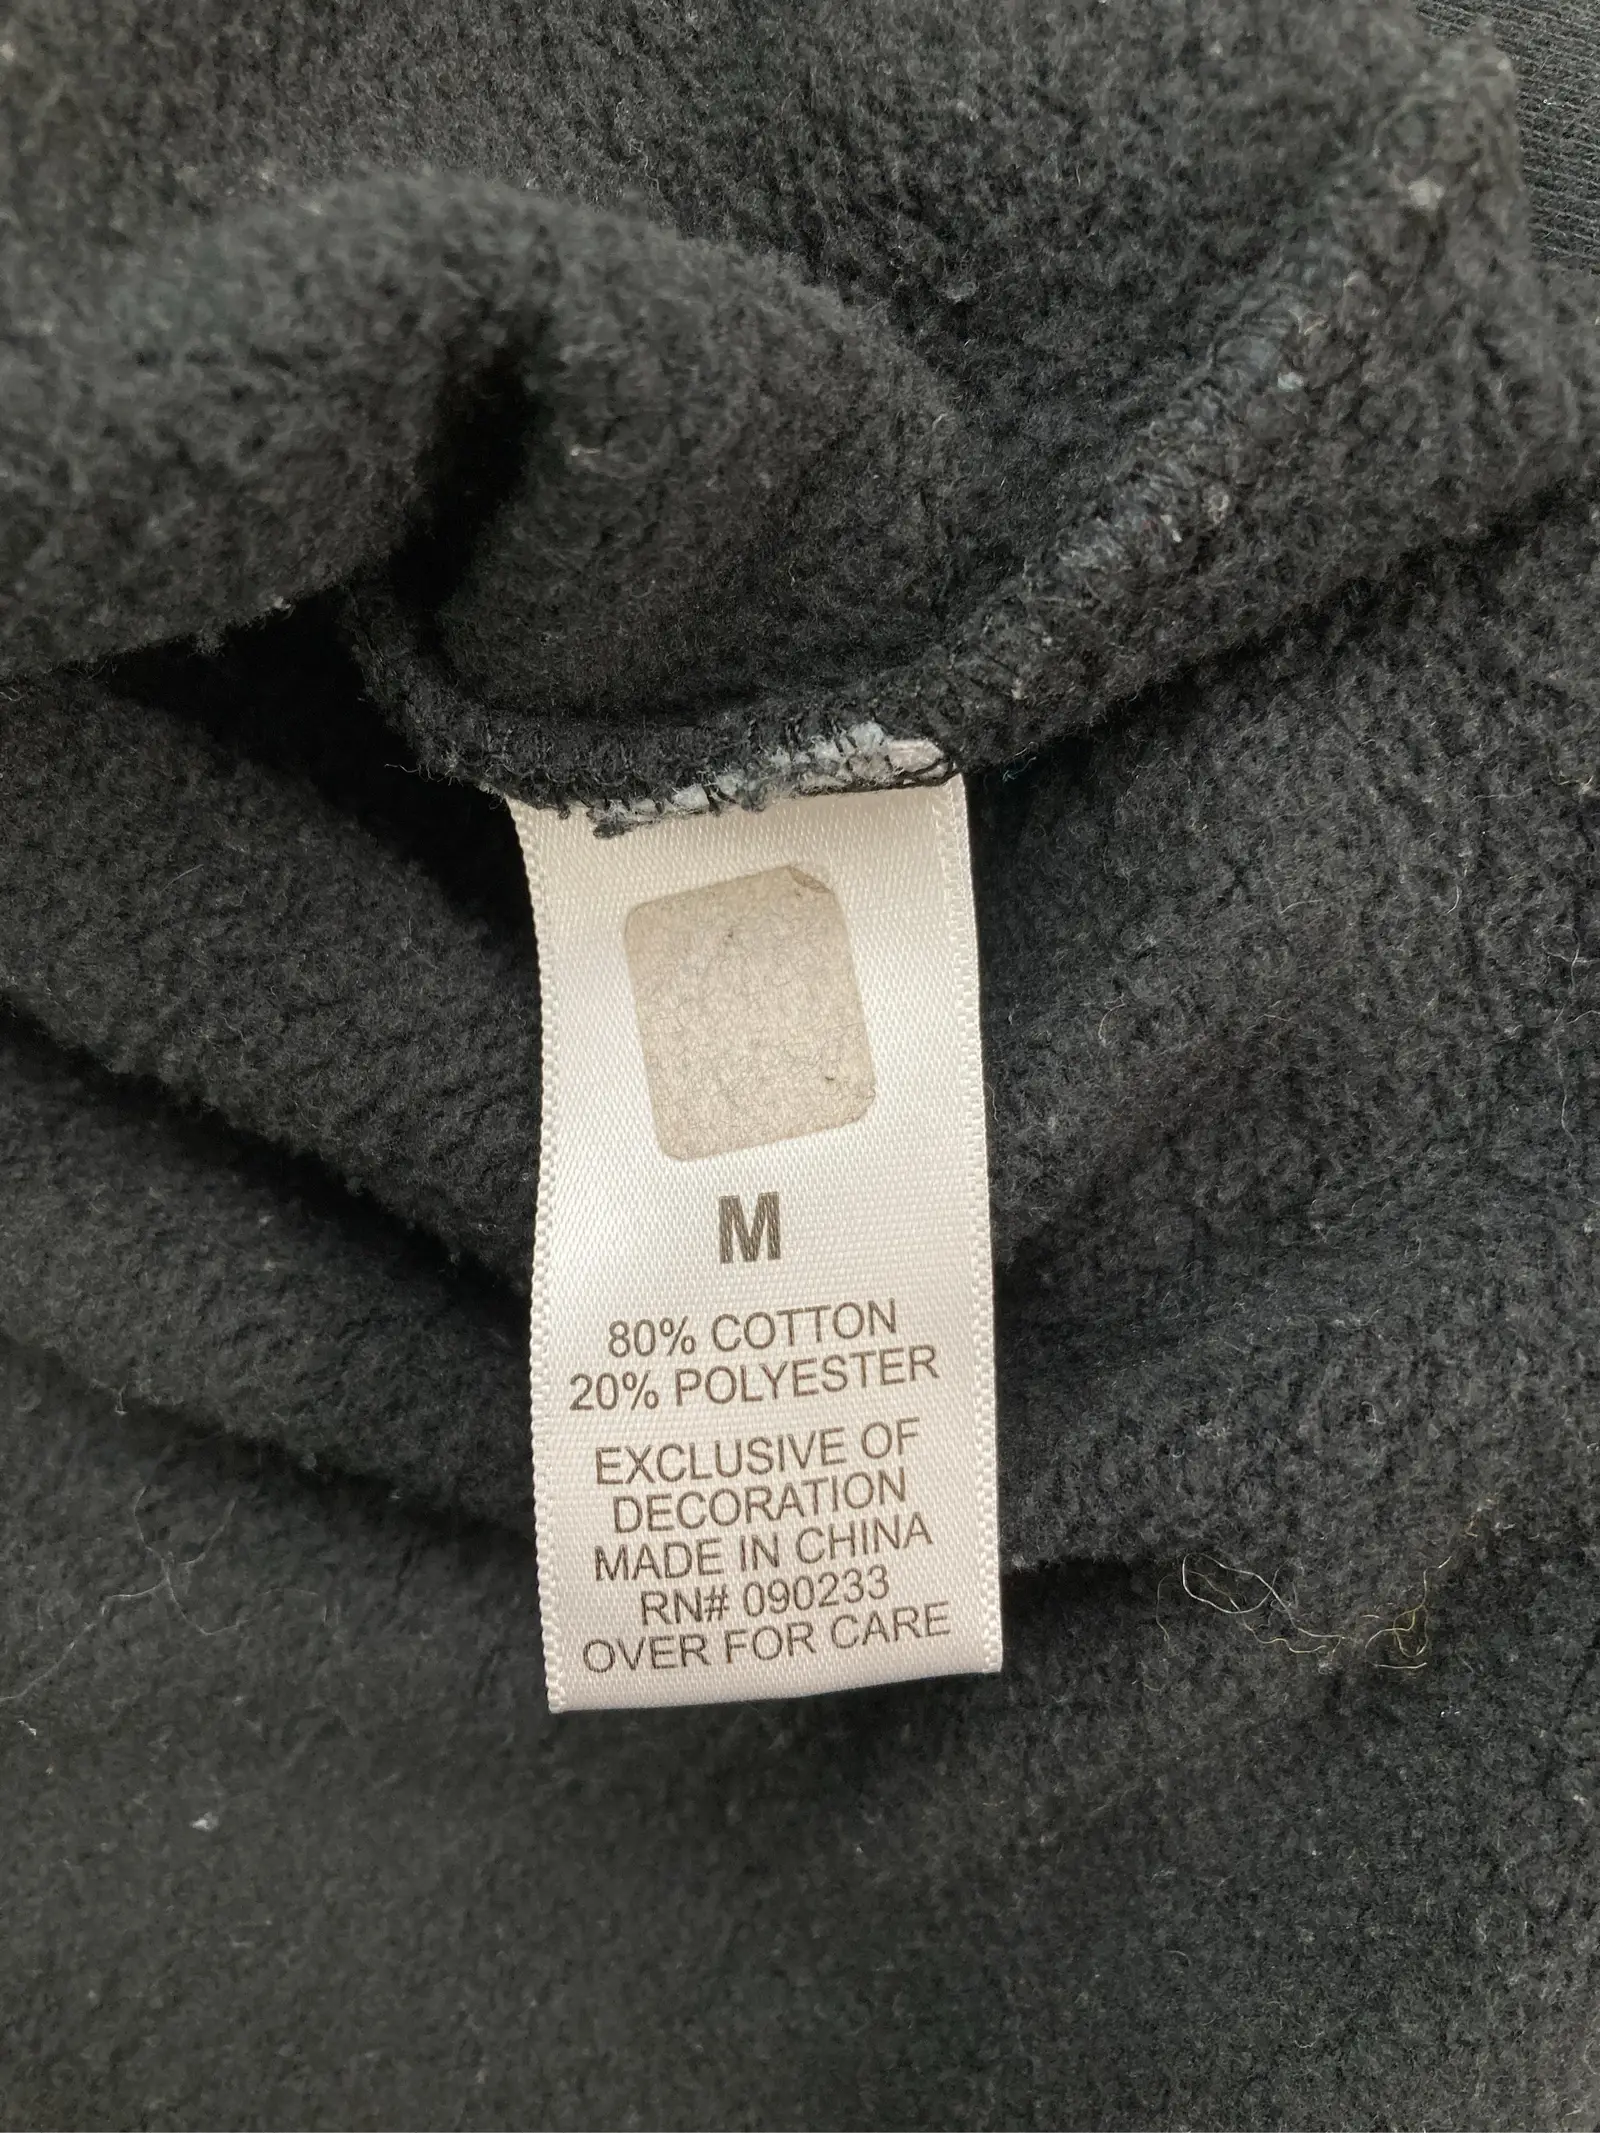 M
80% COTTON
20% POLYESTER
EXCLUSIVE OF
DECORATION
MADE IN CHINA
RN# 090233
OVER FOR CARE